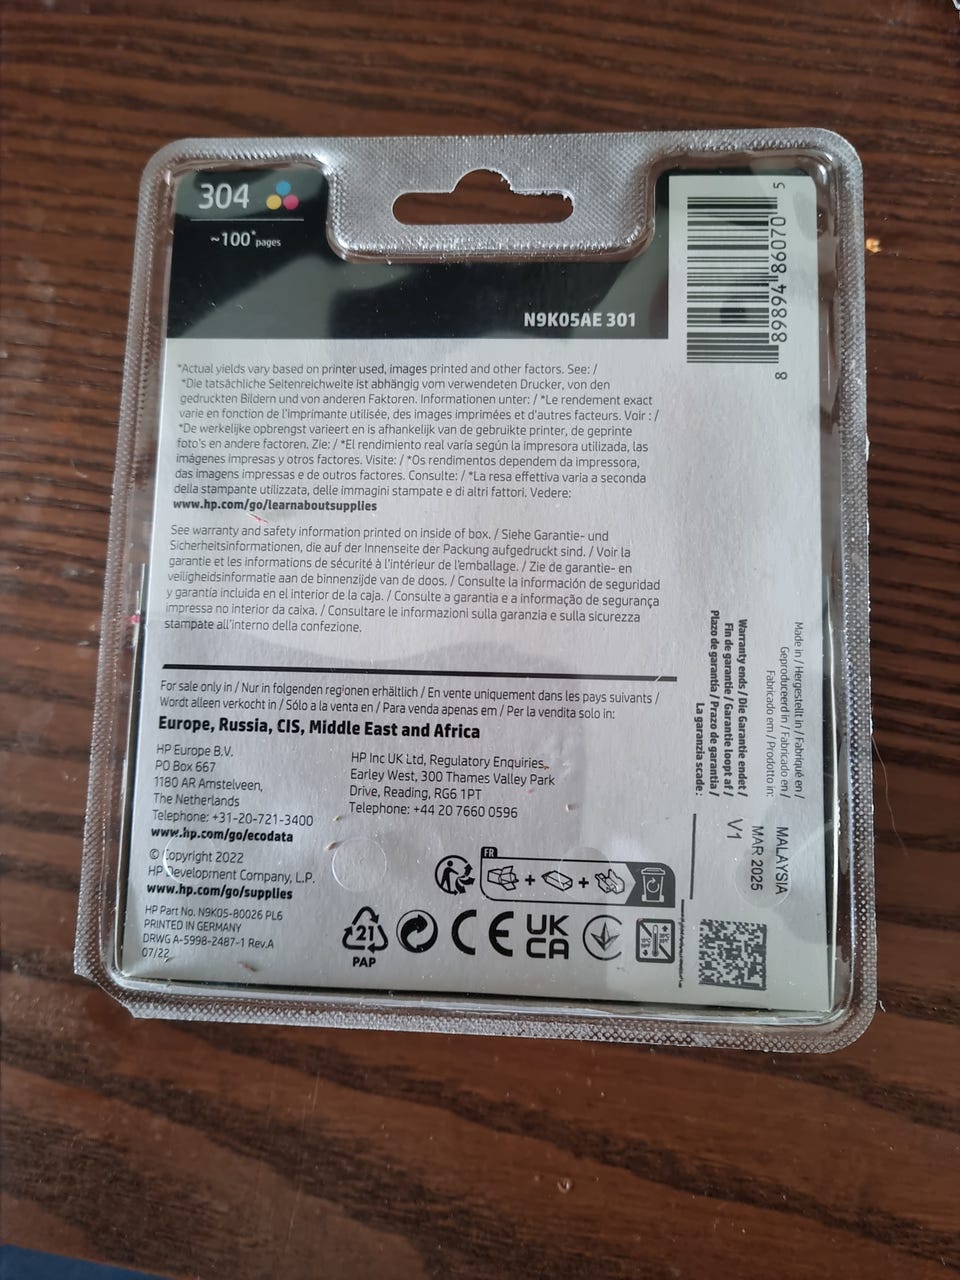 304
~100* pages
N9K05AE 301
5 070298 498698 8
*Actual yields vary based on printer used, images printed and other factors. See: /
*Die tatsächliche Seitenreichweite ist abhängig vom verwendeten Drucker, von den
gedruckten Bildern und von anderen Faktoren. Informationen unter: / *Le rendement exact
varie en fonction de l'imprimante utilisée, des images imprimées et d'autres facteurs. Voir : /
*De werkelijke opbrengst varieert en is afhankelijk van de gebruikte printer, de geprinte
foto's en andere factoren. Zie: / *El rendimiento real varía según la impresora utilizada, las
imágenes impresas y otros factores. Visite: / *Os rendimentos dependem da impressora,
das imagens impressas e de outros factores. Consulte: / *La resa effettiva varia a seconda
della stampante utilizzata, delle immagini stampate e di altri fattori. Vedere:
www.hp.com/go/learnaboutsupplies
See warranty and safety information printed on inside of box. / Siehe Garantie- und
Sicherheitsinformationen, die auf der Innenseite der Packung aufgedruckt sind. / Voir la
garantie et les informations de sécurité à l'intérieur de l'emballage. / Zie de garantie- en
veiligheidsinformatie aan de binnenzijde van de doos. / Consulte la información de seguridad
y garantía incluida en el interior de la caja. / Consulte a garantia e a informação de segurança
impressa no interior da caixa. / Consultare le informazioni sulla garanzia e sulla sicurezza
stampate all'interno della confezione.
For sale only in / Nur in folgenden regionen erhältlich / En vente uniquement dans les pays suivants /
Wordt alleen verkocht in / Sólo a la venta en / Para venda apenas em / Per la vendita solo in:
Europe, Russia, CIS, Middle East and Africa
HP Europe B.V.
PO Box 667
1180 AR Amstelveen,
The Netherlands
Telephone: +31-20-721-3400
www.hp.com/go/ecodata
HP Inc UK Ltd, Regulatory Enquiries,
Earley West, 300 Thames Valley Park
Drive, Reading, RG6 1PT
Telephone: +44 20 7660 0596
© Copyright 2022
HP Development Company, L.P.
www.hp.com/go/supplies
HP Part No. N9K05-80026 PL6
PRINTED IN GERMANY
DRWG A-5998-2487-1 Rev.A
07/22
FR
21
PAP
CE
UK
CA
Made in / Hergestellt in / Fabriqué en /
Geproduceerd in / Fabricado en /
Fabricado em / Prodotto in:
MALAYSIA
Warranty ends / Die Garantie endet /
Fin de garantie / Garantie loopt af /
Plazo de garantía / Prazo de garantia /
La garanzia scade:
MAR 2025
V1